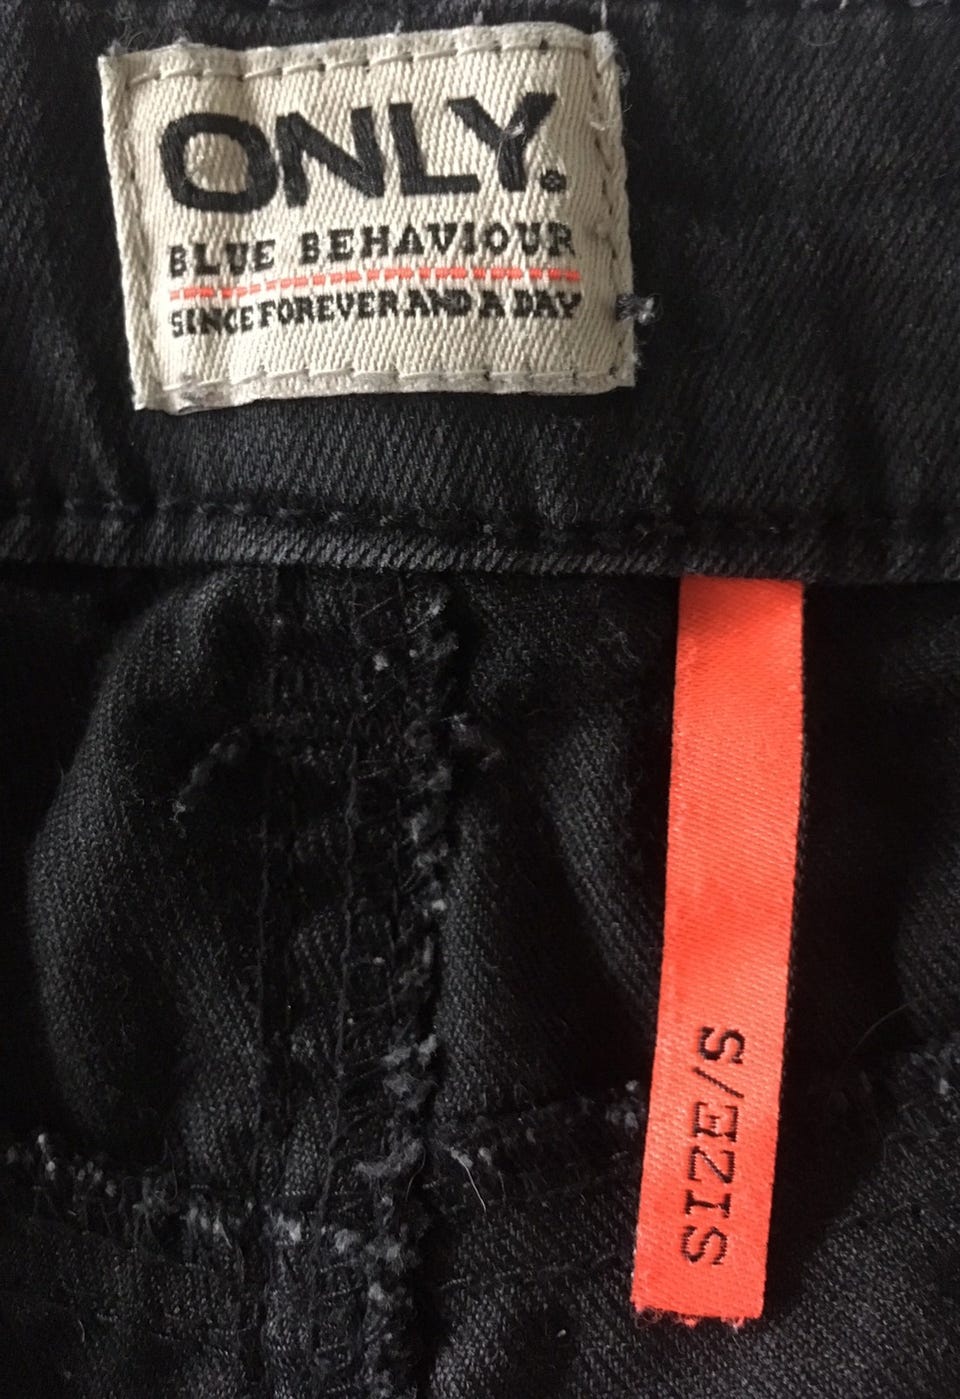 ONLY.
BLUE BEHAVIOUR
SINCE FOREVER AND A DAY
SIZE/S